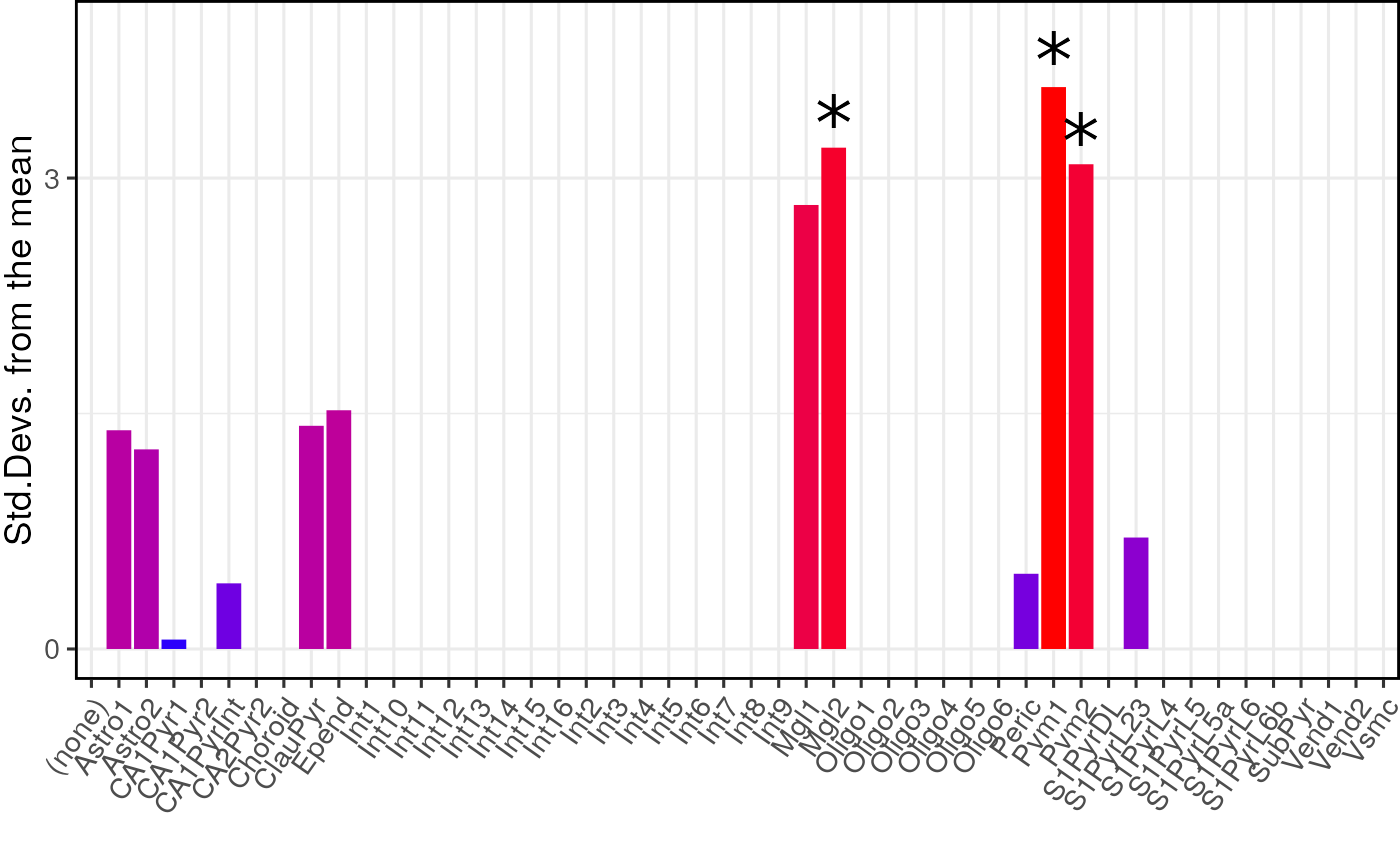 Std.Devs. from the mean
3
0
*
*
*
(none)
Astro1
Astro2
CA1Pyr1
CA1Pyr2
CA1PyrInt
CA2Pyr2
Choroid
ClauPyr
Epend
Int1
Int10
Int11
Int12
Int13
Int14
Int15
Int16
Int2
Int3
Int4
Int5
Int6
Int7
Int8
Int9
Mgl1
Mgl2
Oligo1
Oligo2
Oligo3
Oligo4
Oligo5
Oligo6
Peric
Pvm1
Pvm2
S1PyrDL
S1PyrL23
S1PyrL4
S1PyrL5
S1PyrL5a
S1PyrL6
S1PyrL6b
SubPyr
Vend1
Vend2
Vsmc